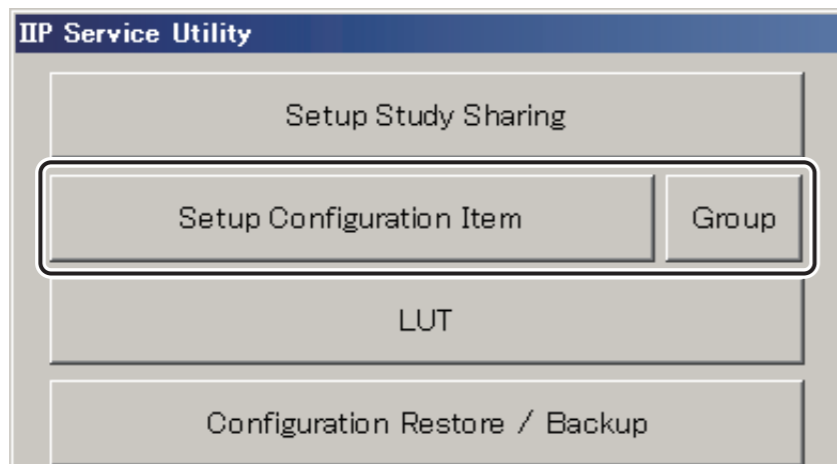 IIP Service Utility
Setup Study Sharing
Setup Configuration Item Group
LUT
Configuration Restore / Backup